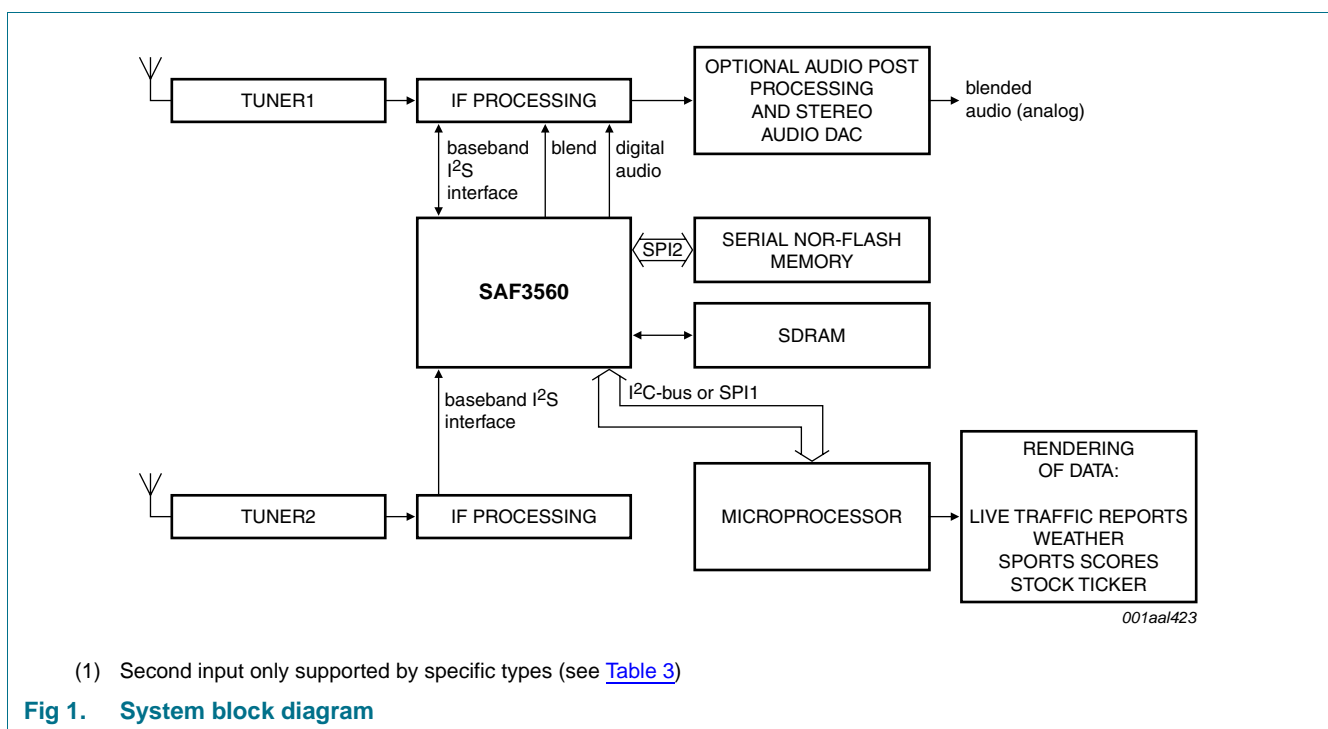 TUNER1
IF PROCESSING
OPTIONAL AUDIO POST
PROCESSING
AND STEREO
AUDIO DAC
blended
audio (analog)
baseband
I2S
interface
blend
digital
audio
SAF3560
SPI2
SERIAL NOR-FLASH
MEMORY
SDRAM
baseband I2S
interface
I2C-bus or SPI1
TUNER2
IF PROCESSING
MICROPROCESSOR
RENDERING
OF DATA:
LIVE TRAFFIC REPORTS
WEATHER
SPORTS SCORES
STOCK TICKER
001aal423
(1) Second input only supported by specific types (see Table 3)
Fig 1. System block diagram